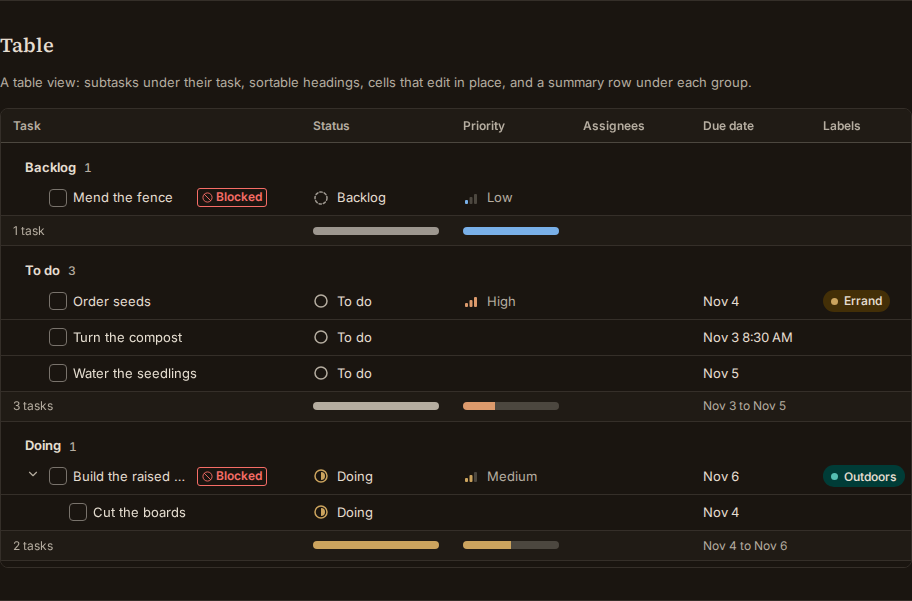 Table
A table view: subtasks under their task, sortable headings, cells that edit in place, and a summary row under each group.
Task Status Priority Assignees Due date Labels
Backlog 1
Mend the fence Blocked Backlog Low
1 task
To do 3
Order seeds To do High Nov 4 Errand
Turn the compost To do Nov 3 8:30 AM
Water the seedlings To do Nov 5
3 tasks Nov 3 to Nov 5
Doing 1
Build the raised ... Blocked Doing Medium Nov 6 Outdoors
Cut the boards Doing Nov 4
2 tasks Nov 4 to Nov 6